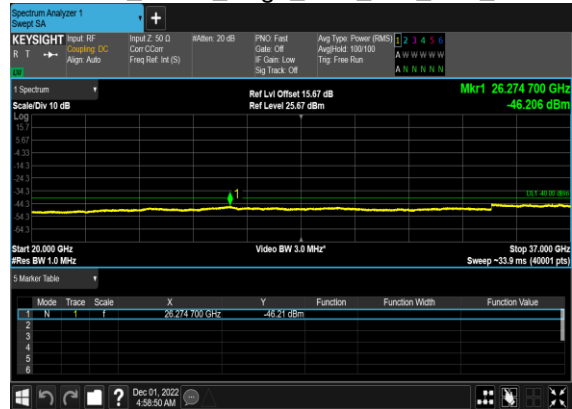 Spectrum Analyzer 1
Swept SA
+
KEYSIGHT Input: RF Input Z: 50 Ω #Atten: 20 dB PNO: Fast Avg Type: Power (RMS) 1 2 3 4 5 6
R T Coupling: DC Corr CCorr Gate: Off Avg|Hold: 100/100 A W W W W W
Align: Auto Freq Ref: Int (S) IF Gain: Low Trig: Free Run A N N N N N
Sig Track: Off
1 Spectrum Ref Lvl Offset 15.67 dB Mkr1 26.274 700 GHz
Scale/Div 10 dB Ref Level 25.67 dBm -46.206 dBm
Log
15.7
5.67
-4.33
-14.3
-24.3
-34.3 1 DL1 -40.00 dBm
-44.3
-54.3
-64.3
Start 20.000 GHz Video BW 3.0 MHz* Stop 37.000 GHz
#Res BW 1.0 MHz Sweep ~33.9 ms (40001 pts)
5 Marker Table
Mode Trace Scale X Y Function Function Width Function Value
1 N 1 f 26.274 700 GHz -46.21 dBm
2
3
4
5
6
? Dec 01, 2022
4:58:50 AM